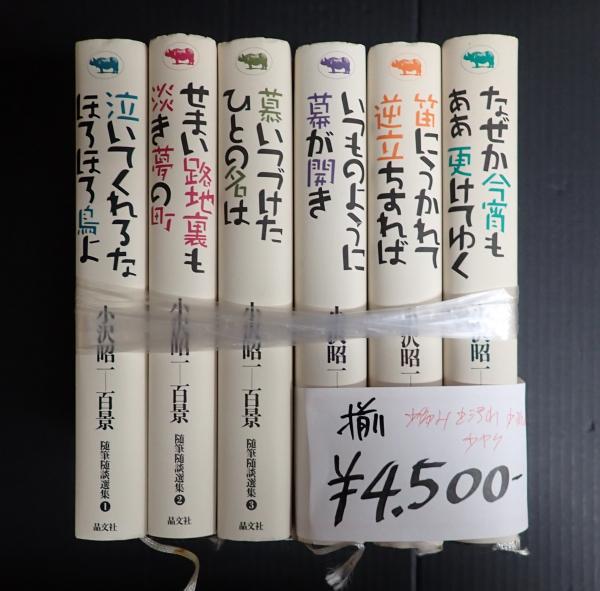 泣いてくれるな
ほろほろ鳥よ
小沢昭一百景
随筆随談選集1
晶文社
せまい路地裏も
淡き夢の町
小沢昭一百景
随筆随談選集2
晶文社
慕いつづけた
ひとの名は
小沢昭一百景
随筆随談選集3
晶文社
いつものように
幕が開き
小沢昭一
笛にうかれて
逆立ちすれば
小沢昭一
なぜか今宵も
ああ更けてゆく
小沢昭一
揃
¥4.500-